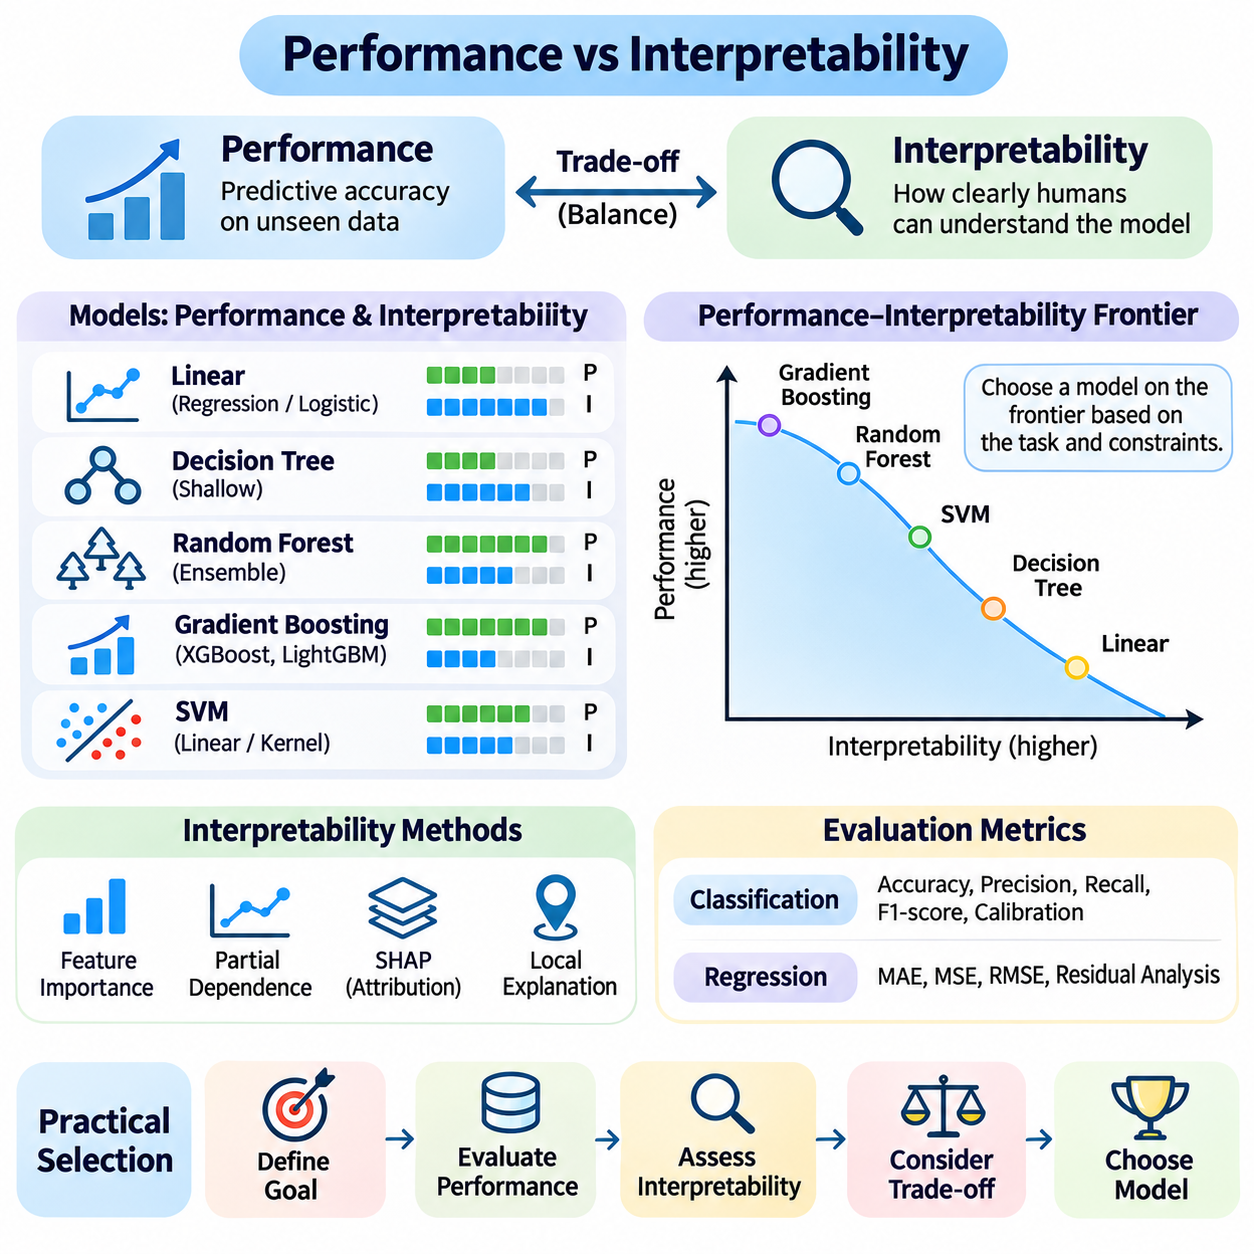 Performance vs Interpretability
Performance
Predictive accuracy
on unseen data
Trade-off
(Balance)
Interpretability
How clearly humans
can understand the model
Models: Performance & Interpretabiiity
Linear
(Regression / Logistic)
P
I
Decision Tree
(Shallow)
P
I
Random Forest
(Ensemble)
P
I
Gradient Boosting
(XGBoost, LightGBM)
P
I
SVM
(Linear / Kernel)
P
I
Performance–Interpretability Frontier
Gradient
Boosting
Random
Forest
SVM
Decision
Tree
Linear
Choose a model on the
frontier based on
the task and constraints.
Performance
(higher)
Interpretability (higher)
Interpretability Methods
Feature
Importance
Partial
Dependence
SHAP
(Attribution)
Local
Explanation
Evaluation Metrics
Classification
Accuracy, Precision, Recall,
F1-score, Calibration
Regression
MAE, MSE, RMSE, Residual Analysis
Practical
Selection
Define
Goal
Evaluate
Performance
Assess
Interpretability
Consider
Trade-off
Choose
Model